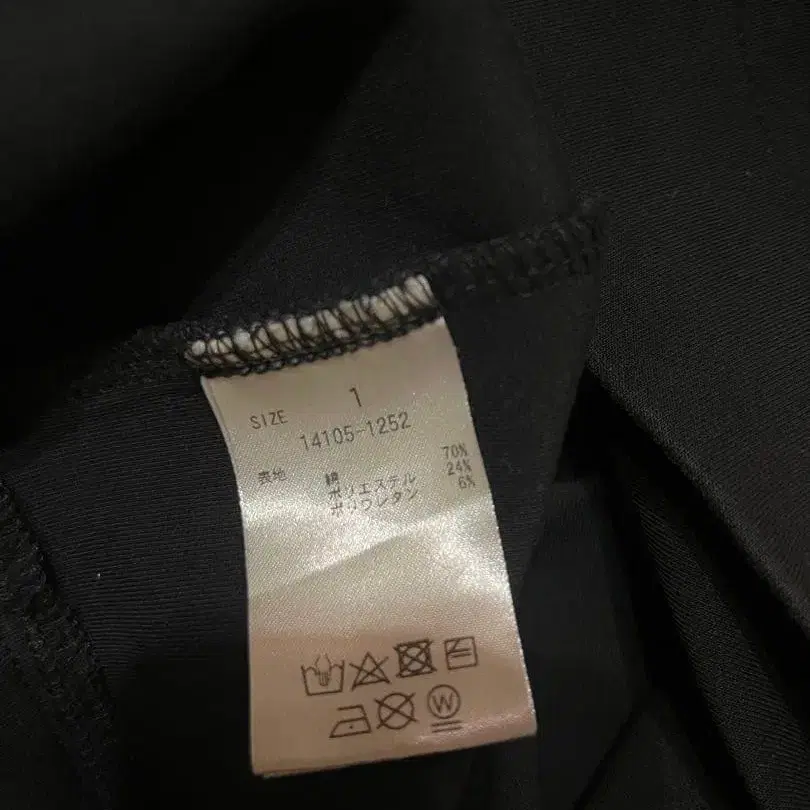 SIZE 1
14105-1252
表地 綿 70%
ポリエステル 24%
ポリウレタン 6%
W